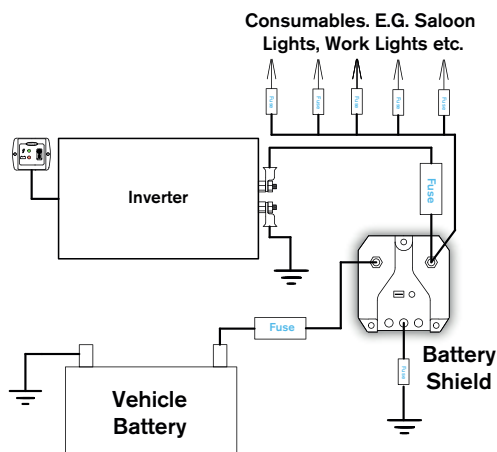 Consumables. E.G. Saloon
Lights, Work Lights etc.
Fuse
Fuse
Fuse
Fuse
Fuse
Inverter
Fuse
Fuse
Battery
Shield
Fuse
Vehicle
Battery